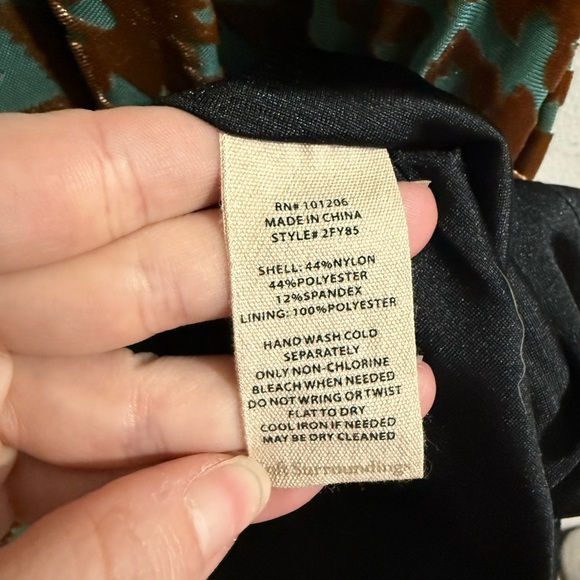 RN# 101206
MADE IN CHINA
STYLE# 2FY85
SHELL: 44%NYLON
44%POLYESTER
12%SPANDEX
LINING: 100%POLYESTER
HAND WASH COLD
SEPARATELY
ONLY NON-CHLORINE
BLEACH WHEN NEEDED
DO NOT WRING OR TWIST
FLAT TO DRY
COOL IRON IF NEEDED
MAY BE DRY CLEANED
Surroundings